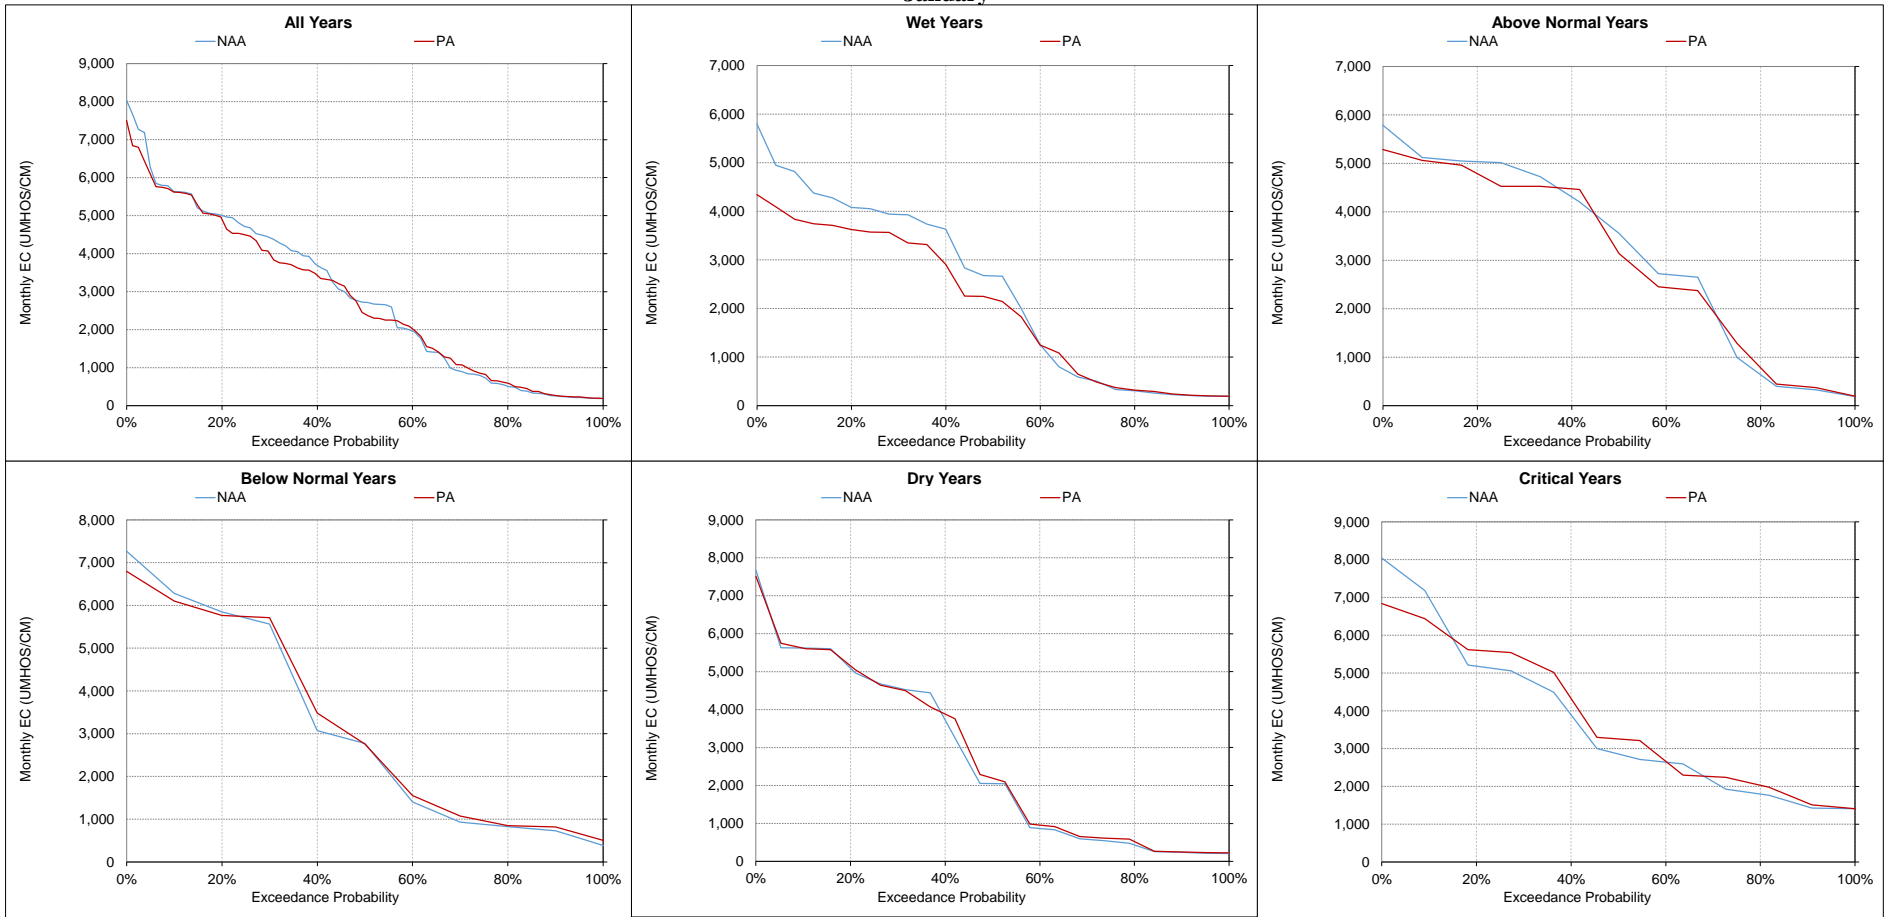 All Years
NAA PA
9,000
8,000
7,000
6,000
5,000
4,000
3,000
2,000
1,000
0
0% 20% 40% 60% 80% 100%
Monthly EC (UMHOS/CM)
Exceedance Probability
Wet Years
NAA PA
7,000
6,000
5,000
4,000
3,000
2,000
1,000
0
0% 20% 40% 60% 80% 100%
Monthly EC (UMHOS/CM)
Exceedance Probability
Above Normal Years
NAA PA
7,000
6,000
5,000
4,000
3,000
2,000
1,000
0
0% 20% 40% 60% 80% 100%
Monthly EC (UMHOS/CM)
Exceedance Probability
Below Normal Years
NAA PA
8,000
7,000
6,000
5,000
4,000
3,000
2,000
1,000
0
0% 20% 40% 60% 80% 100%
Monthly EC (UMHOS/CM)
Exceedance Probability
Dry Years
NAA PA
9,000
8,000
7,000
6,000
5,000
4,000
3,000
2,000
1,000
0
0% 20% 40% 60% 80% 100%
Monthly EC (UMHOS/CM)
Exceedance Probability
Critical Years
NAA PA
9,000
8,000
7,000
6,000
5,000
4,000
3,000
2,000
1,000
0
0% 20% 40% 60% 80% 100%
Monthly EC (UMHOS/CM)
Exceedance Probability